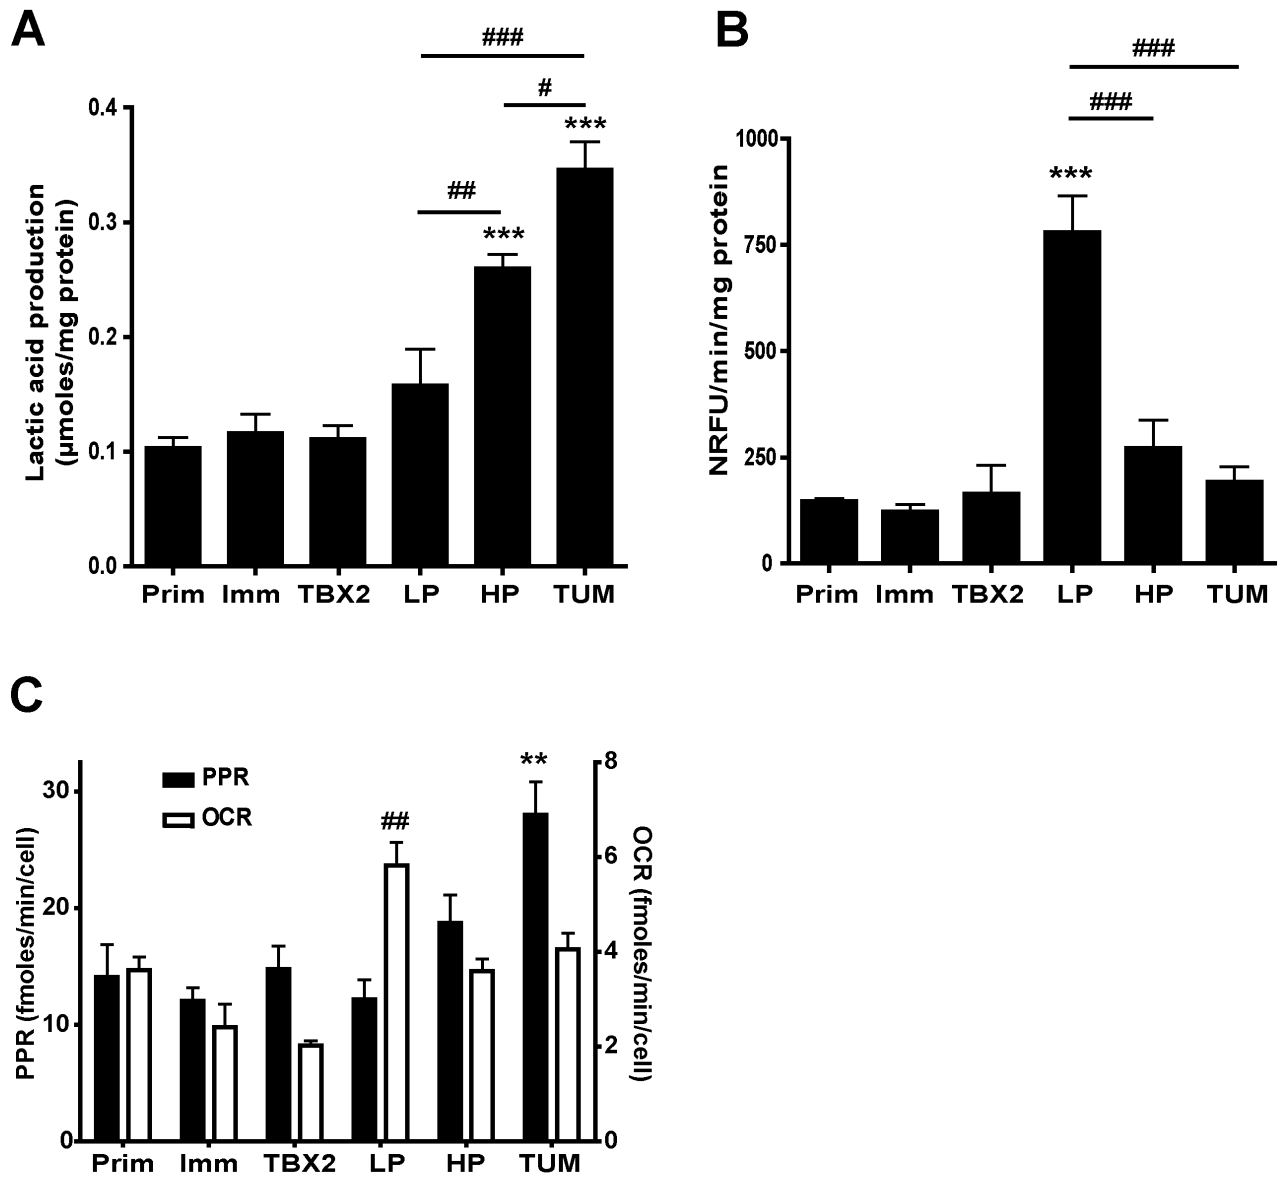 A
###
#
***
##
***
0.4
0.3
0.2
0.1
0.0
Lactic acid production
(µmoles/mg protein)
Prim Imm TBX2 LP HP TUM
B
###
###
***
1000
750
500
250
0
NRFU/min/mg protein
Prim Imm TBX2 LP HP TUM
C
PPR
OCR
**
##
30
20
10
0
PPR (fmoles/min/cell)
8
6
4
2
0
OCR (fmoles/min/cell)
Prim Imm TBX2 LP HP TUM